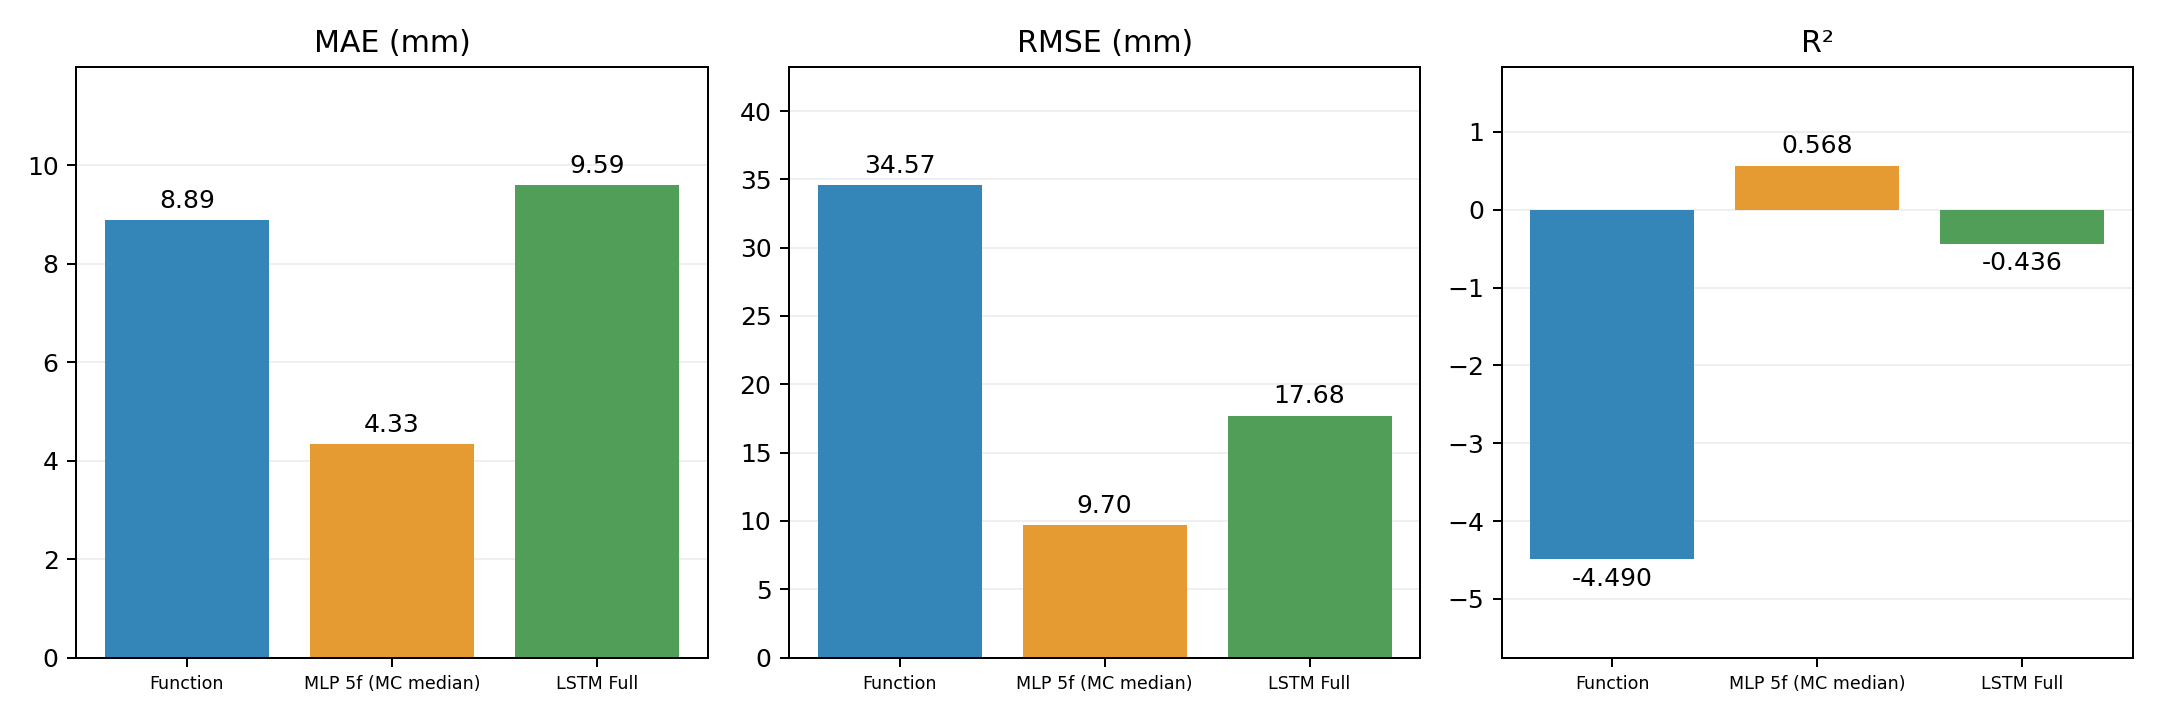 MAE (mm)
10
8
6
4
2
0
8.89
4.33
9.59
Function
MLP 5f (MC median)
LSTM Full
RMSE (mm)
40
35
30
25
20
15
10
5
0
34.57
9.70
17.68
Function
MLP 5f (MC median)
LSTM Full
R²
1
0
−1
−2
−3
−4
−5
-4.490
0.568
-0.436
Function
MLP 5f (MC median)
LSTM Full